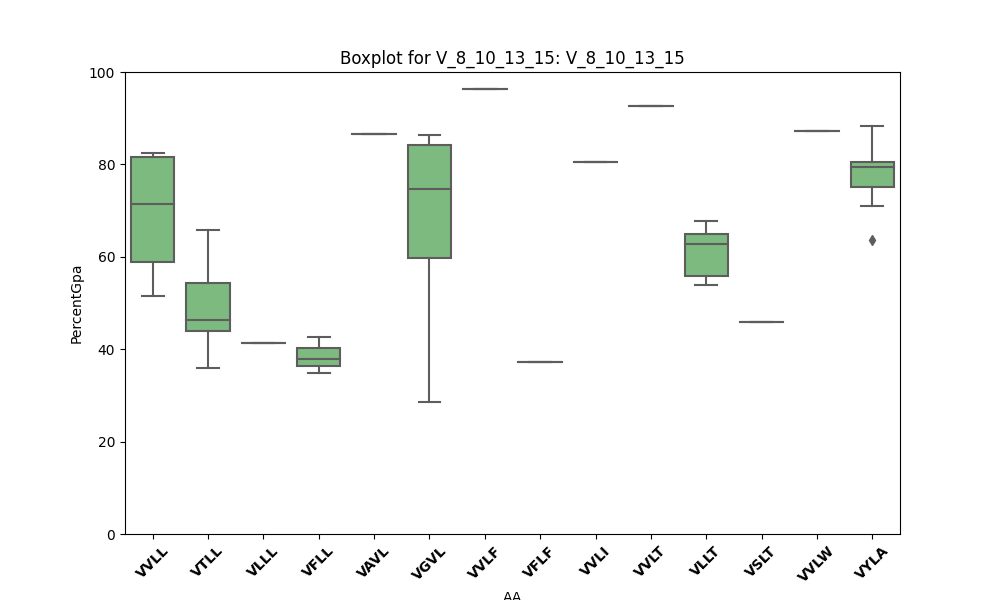 Boxplot for V_8_10_13_15: V_8_10_13_15
100
80
60
40
20
0
PercentGpa
VVLL
VTLL
VLLL
VFLL
VAVL
VGVL
VVLF
VFLF
VVLI
VVLT
VLLT
VSLT
VVLW
VYLA
AA